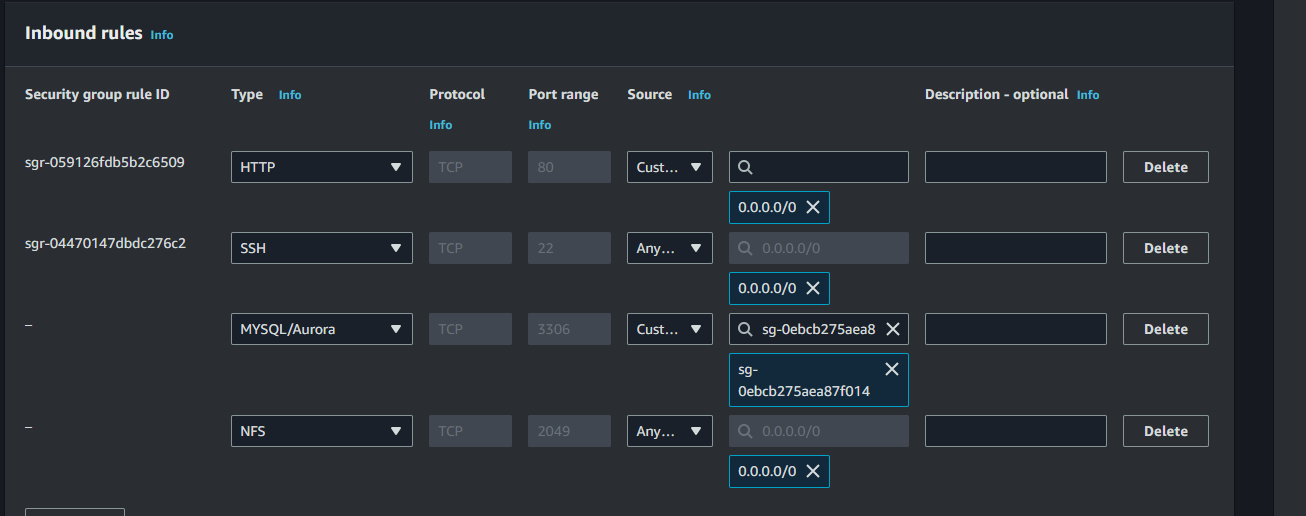 Inbound rules Info
Security group rule ID Type Info Protocol Info Port range Info Source Info Description - optional Info
sgr-059126fdb5b2c6509 HTTP TCP 80 Cust... Delete
0.0.0.0/0
sgr-04470147dbdc276c2 SSH TCP 22 Any... 0.0.0.0/0 Delete
0.0.0.0/0
– MYSQL/Aurora TCP 3306 Cust... sg-0ebcb275aea8 Delete
sg-
0ebcb275aea87f014
– NFS TCP 2049 Any... 0.0.0.0/0 Delete
0.0.0.0/0